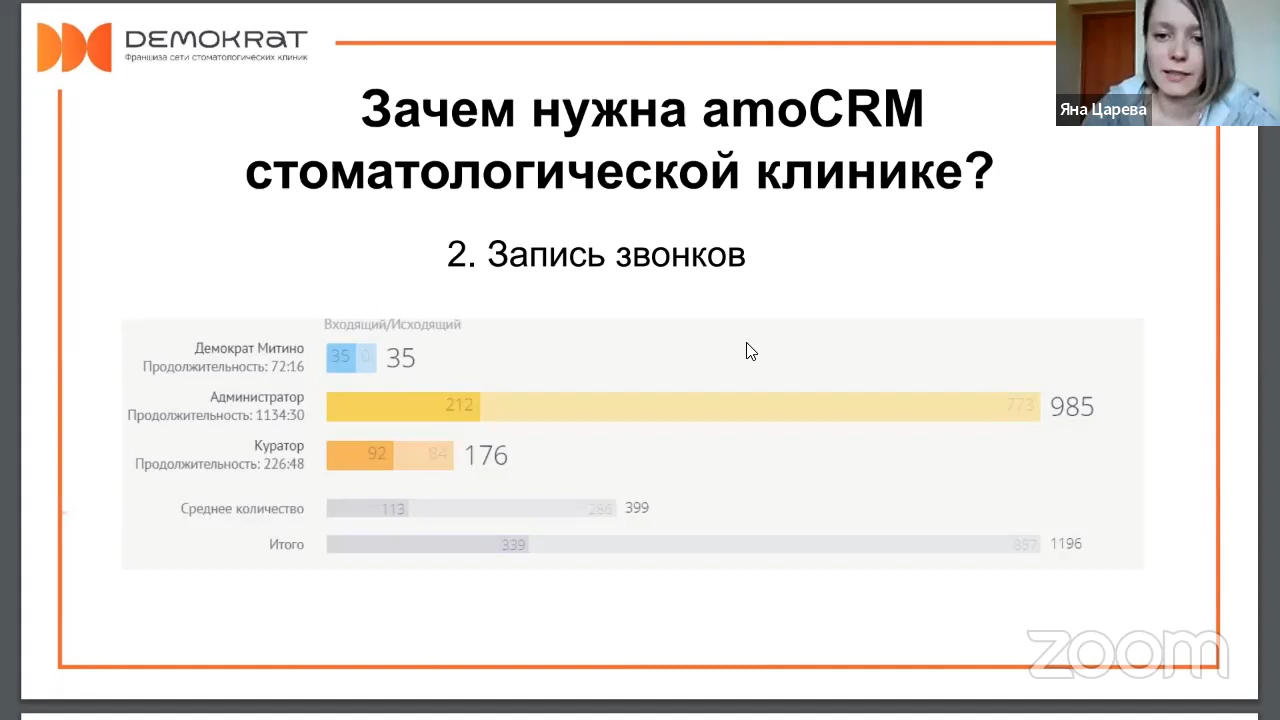 DEMOKRAT
Франшиза сети стоматологических клиник
Яна Царева
Зачем нужна amoCRM
стоматологической клинике?
2. Запись звонков
Входящий/Исходящий
Демократ Митино
Продолжительность: 72:16
35 0 35
Администратор
Продолжительность: 1134:30
212 773 985
Куратор
Продолжительность: 226:48
92 84 176
Среднее количество 113 286 399
Итого 339 857 1196
zoom